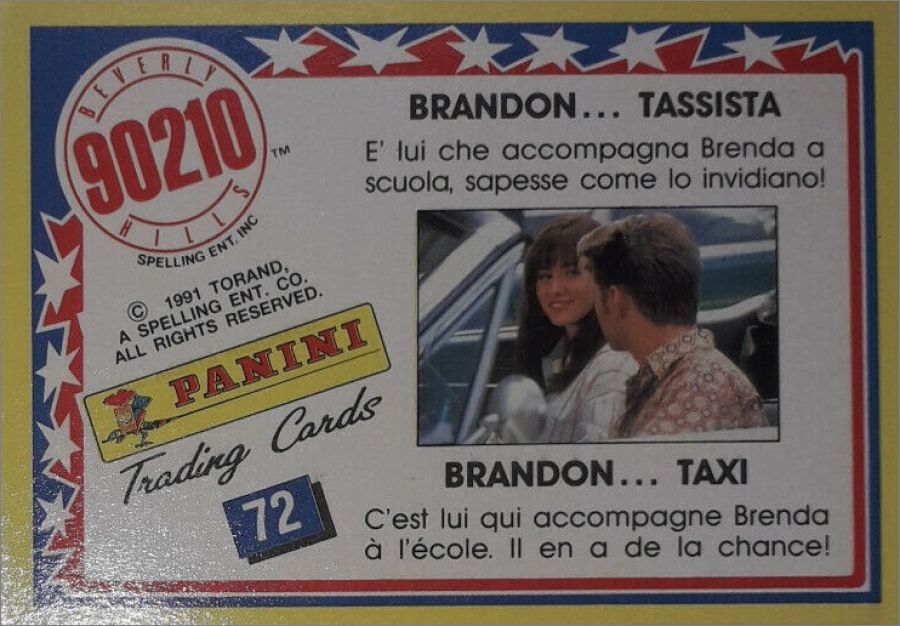 BEVERLY
90210
HILLS
TM
SPELLING ENT. INC
© 1991 TORAND,
A SPELLING ENT. CO.
ALL RIGHTS RESERVED.
PANINI
Trading Cards
72
BRANDON... TASSISTA
E' lui che accompagna Brenda a
scuola, sapesse come lo invidiano!
BRANDON... TAXI
C'est lui qui accompagne Brenda
à l'école. Il en a de la chance!